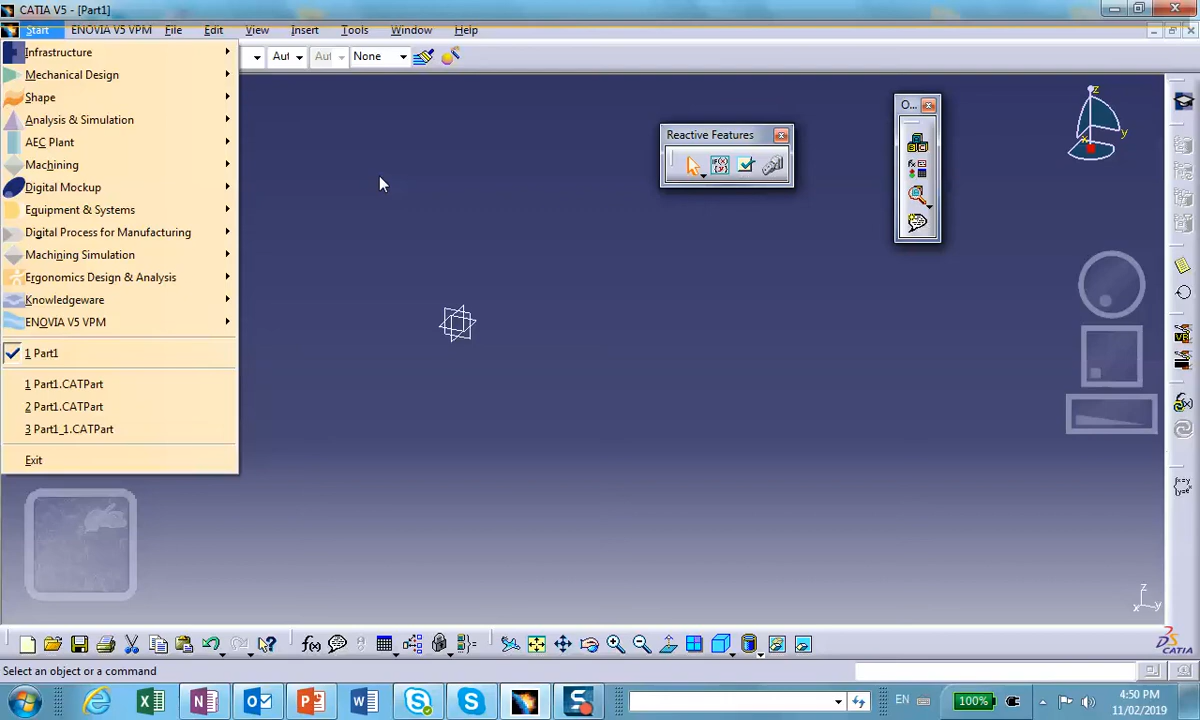 CATIA V5 - [Part1]
Start ENOVIA V5 VPM File Edit View Insert Tools Window Help
Aut Aut None
Infrastructure
Mechanical Design
Shape
Analysis & Simulation
AEC Plant
Machining
Digital Mockup
Equipment & Systems
Digital Process for Manufacturing
Machining Simulation
Ergonomics Design & Analysis
Knowledgeware
ENOVIA V5 VPM
1 Part1
1 Part1.CATPart
2 Part1.CATPart
3 Part1_1.CATPart
Exit
Reactive Features
O...
z
y
x
z
x y
CATIA
Select an object or a command
EN 100% 4:50 PM
11/02/2019